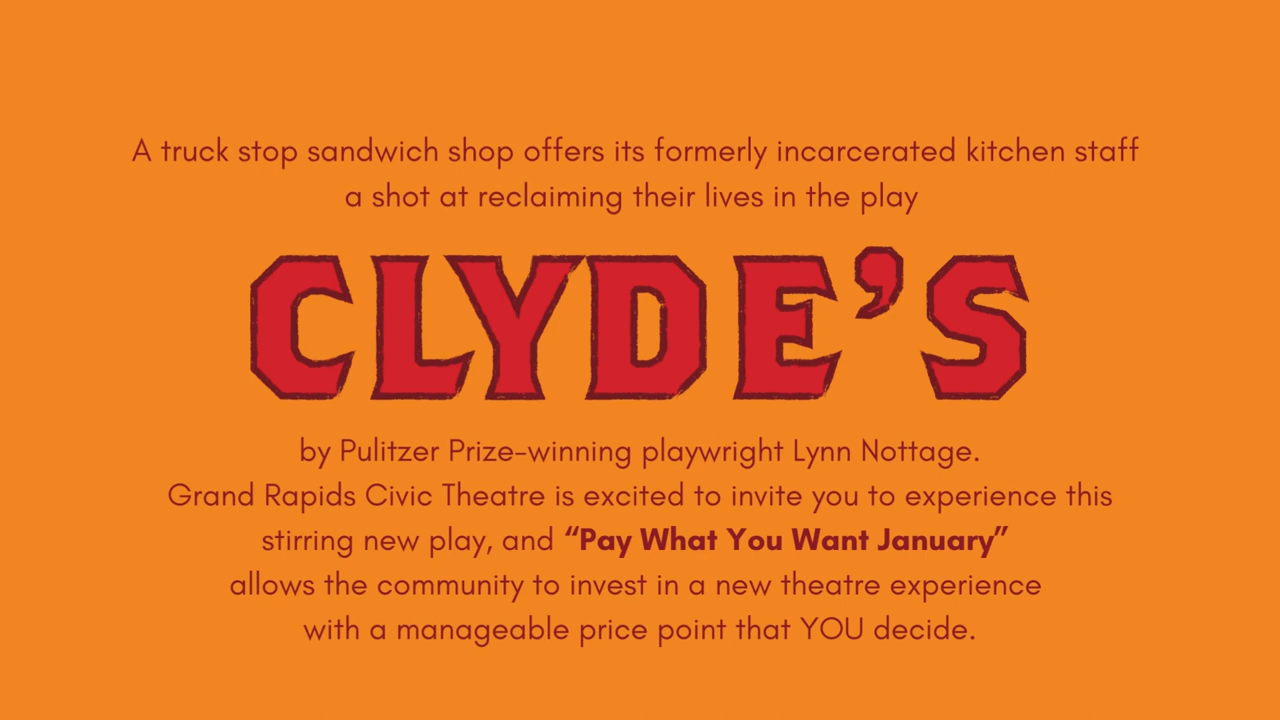 A truck stop sandwich shop offers its formerly incarcerated kitchen staff
a shot at reclaiming their lives in the play
CLYDE’S
by Pulitzer Prize-winning playwright Lynn Nottage.
Grand Rapids Civic Theatre is excited to invite you to experience this
stirring new play, and “Pay What You Want January”
allows the community to invest in a new theatre experience
with a manageable price point that YOU decide.